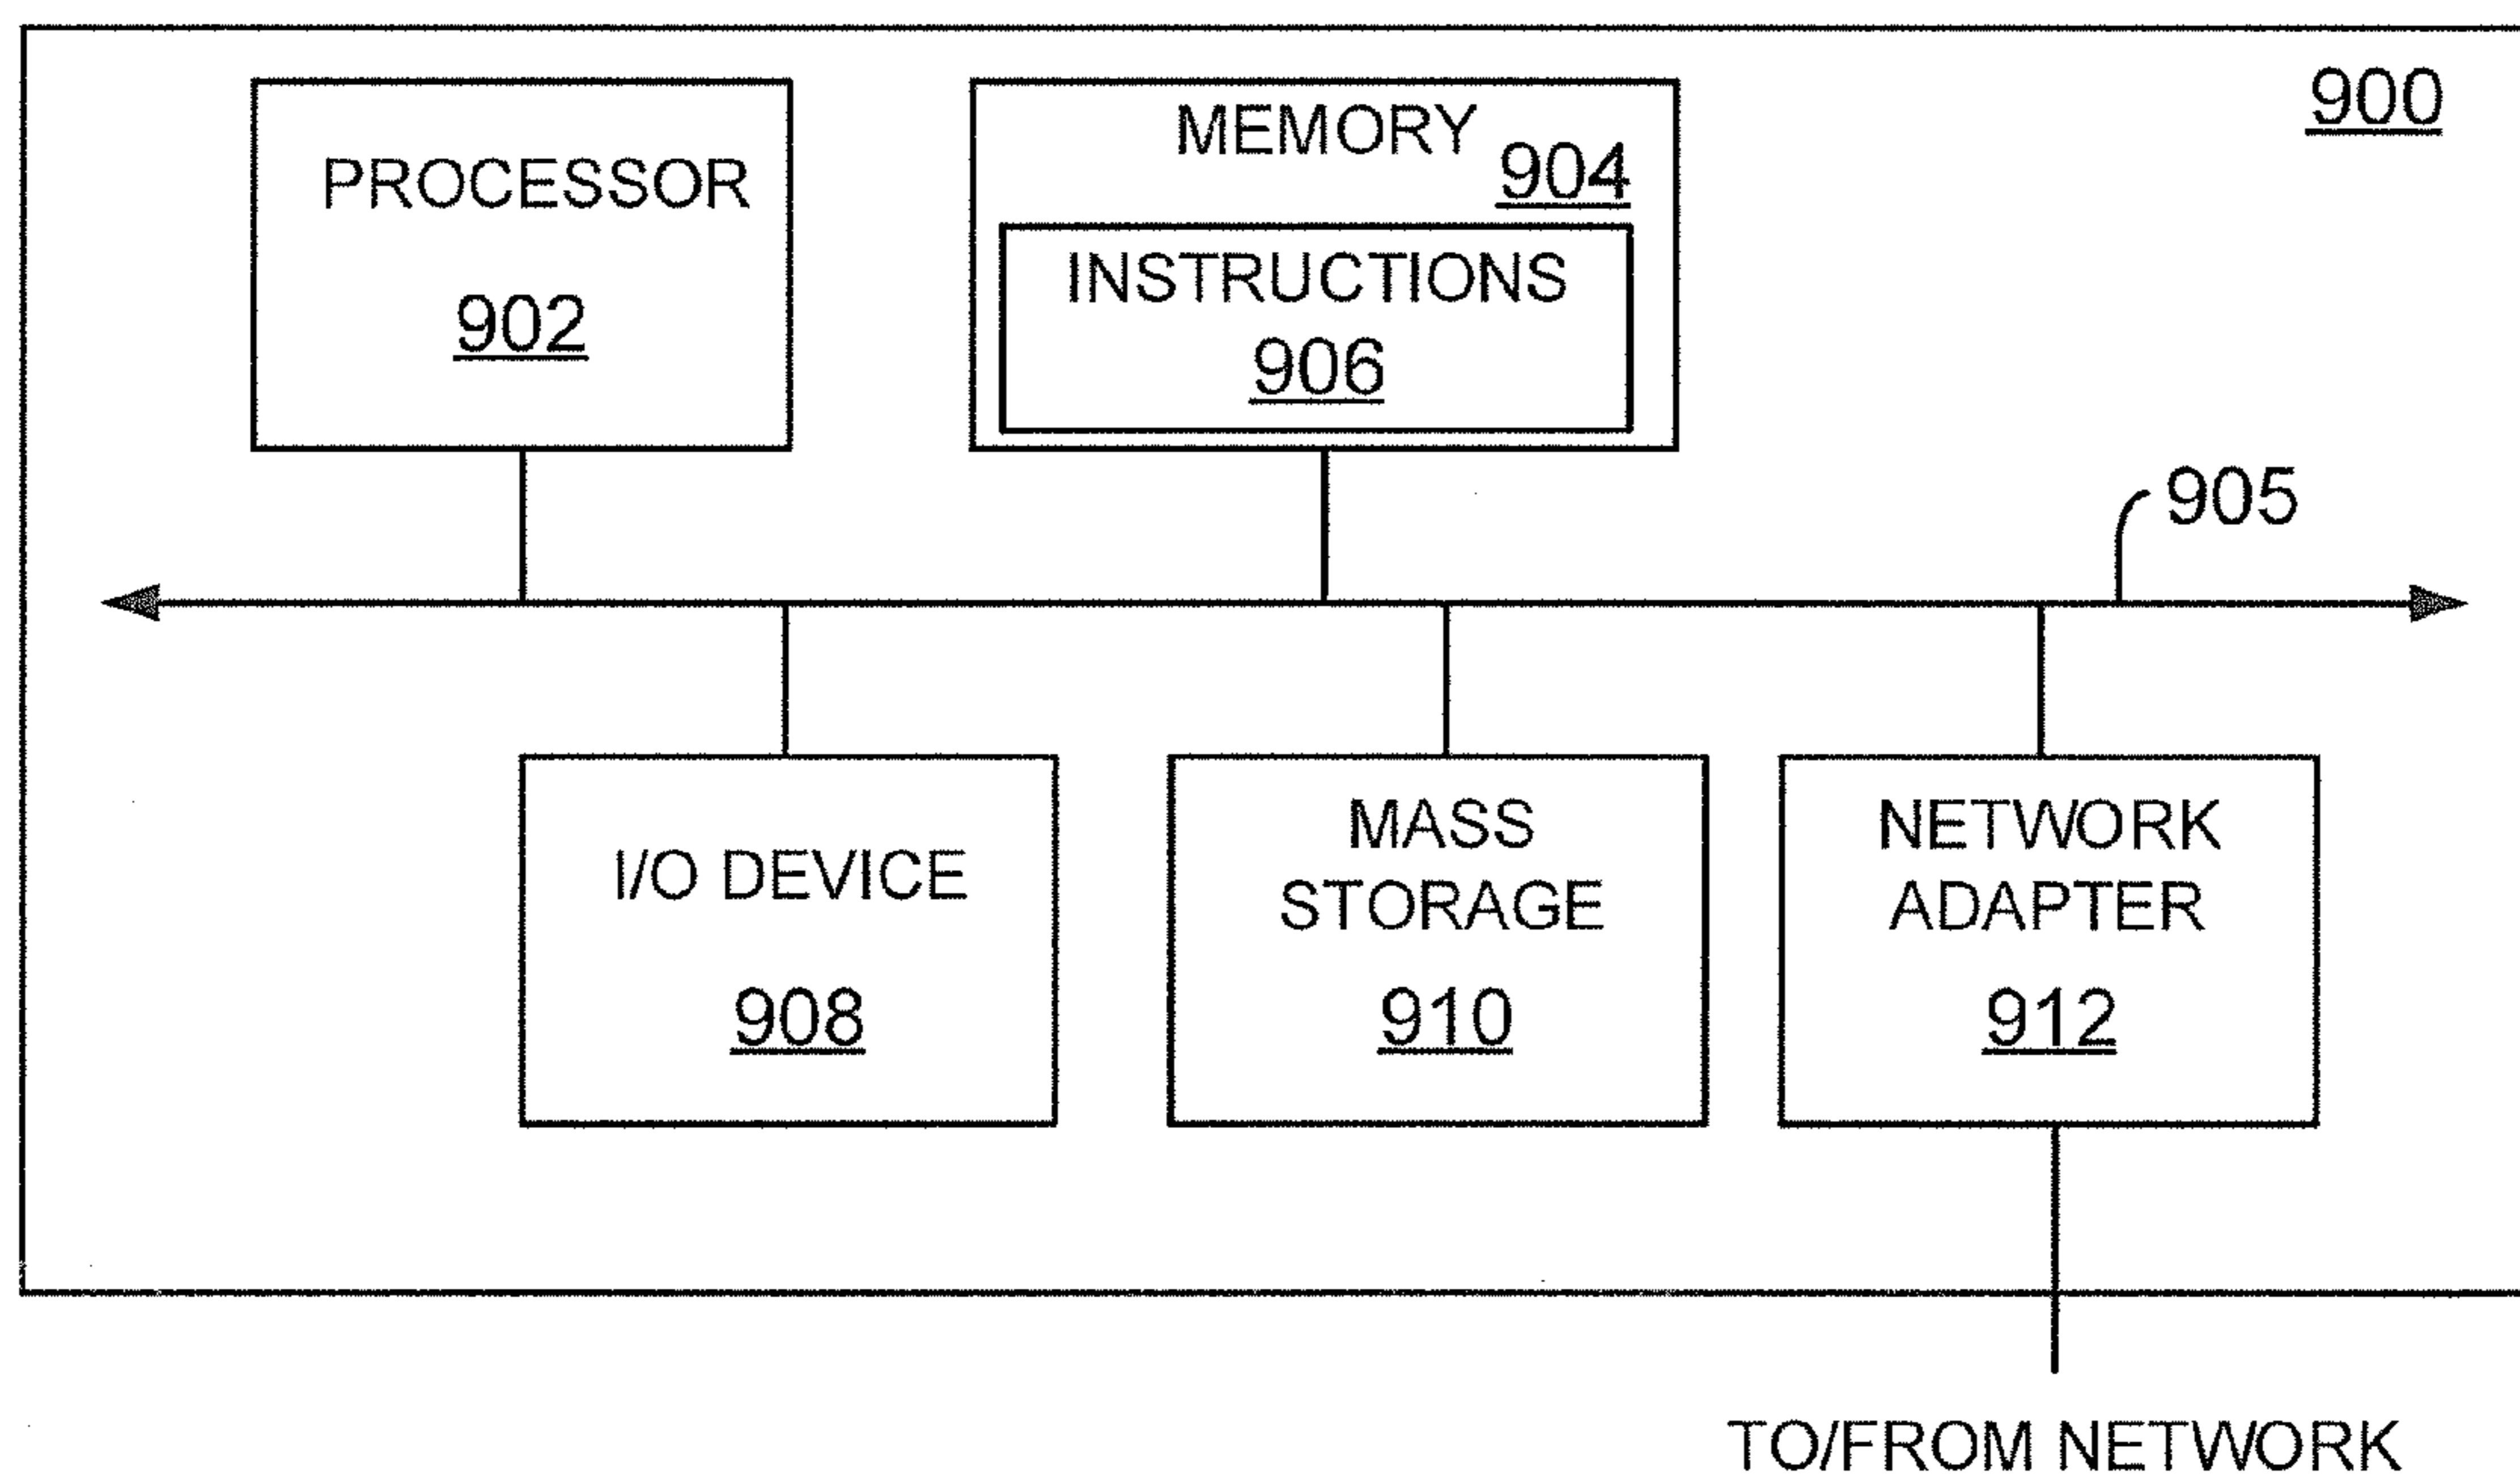 900
PROCESSOR
902
MEMORY
904
INSTRUCTIONS
906
905
I/O DEVICE
908
MASS
STORAGE
910
NETWORK
ADAPTER
912
TO/FROM NETWORK